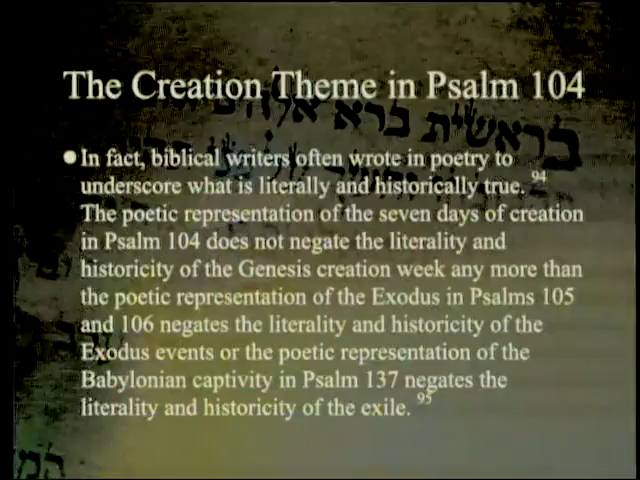 The Creation Theme in Psalm 104
בראשית ברא אלהים
● In fact, biblical writers often wrote in poetry to
underscore what is literally and historically true. 94
The poetic representation of the seven days of creation
in Psalm 104 does not negate the literality and
historicity of the Genesis creation week any more than
the poetic representation of the Exodus in Psalms 105
and 106 negates the literality and historicity of the
Exodus events or the poetic representation of the
Babylonian captivity in Psalm 137 negates the
literality and historicity of the exile. 95